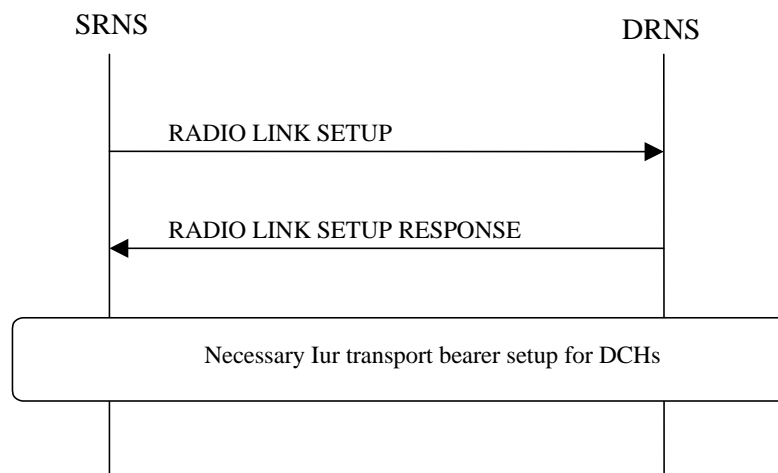 SRNS
DRNS
RADIO LINK SETUP
RADIO LINK SETUP RESPONSE
Necessary Iur transport bearer setup for DCHs